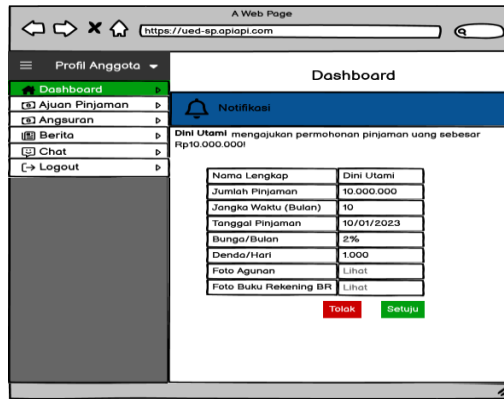 A Web Page
https://ued-sp.apiapi.com
Profil Anggota
Dashboard
Ajuan Pinjaman
Angsuran
Berita
Chat
Logout
Dashboard
Notifikasi
Dini Utami mengajukan permohonan pinjaman uang sebesar
Rp10.000.000!
Nama Lengkap Dini Utami
Jumlah Pinjaman 10.000.000
Jangka Waktu (Bulan) 10
Tanggal Pinjaman 10/01/2023
Bunga/Bulan 2%
Denda/Hari 1.000
Foto Agunan Lihat
Foto Buku Rekening BR Lihat
Tolak Setuju